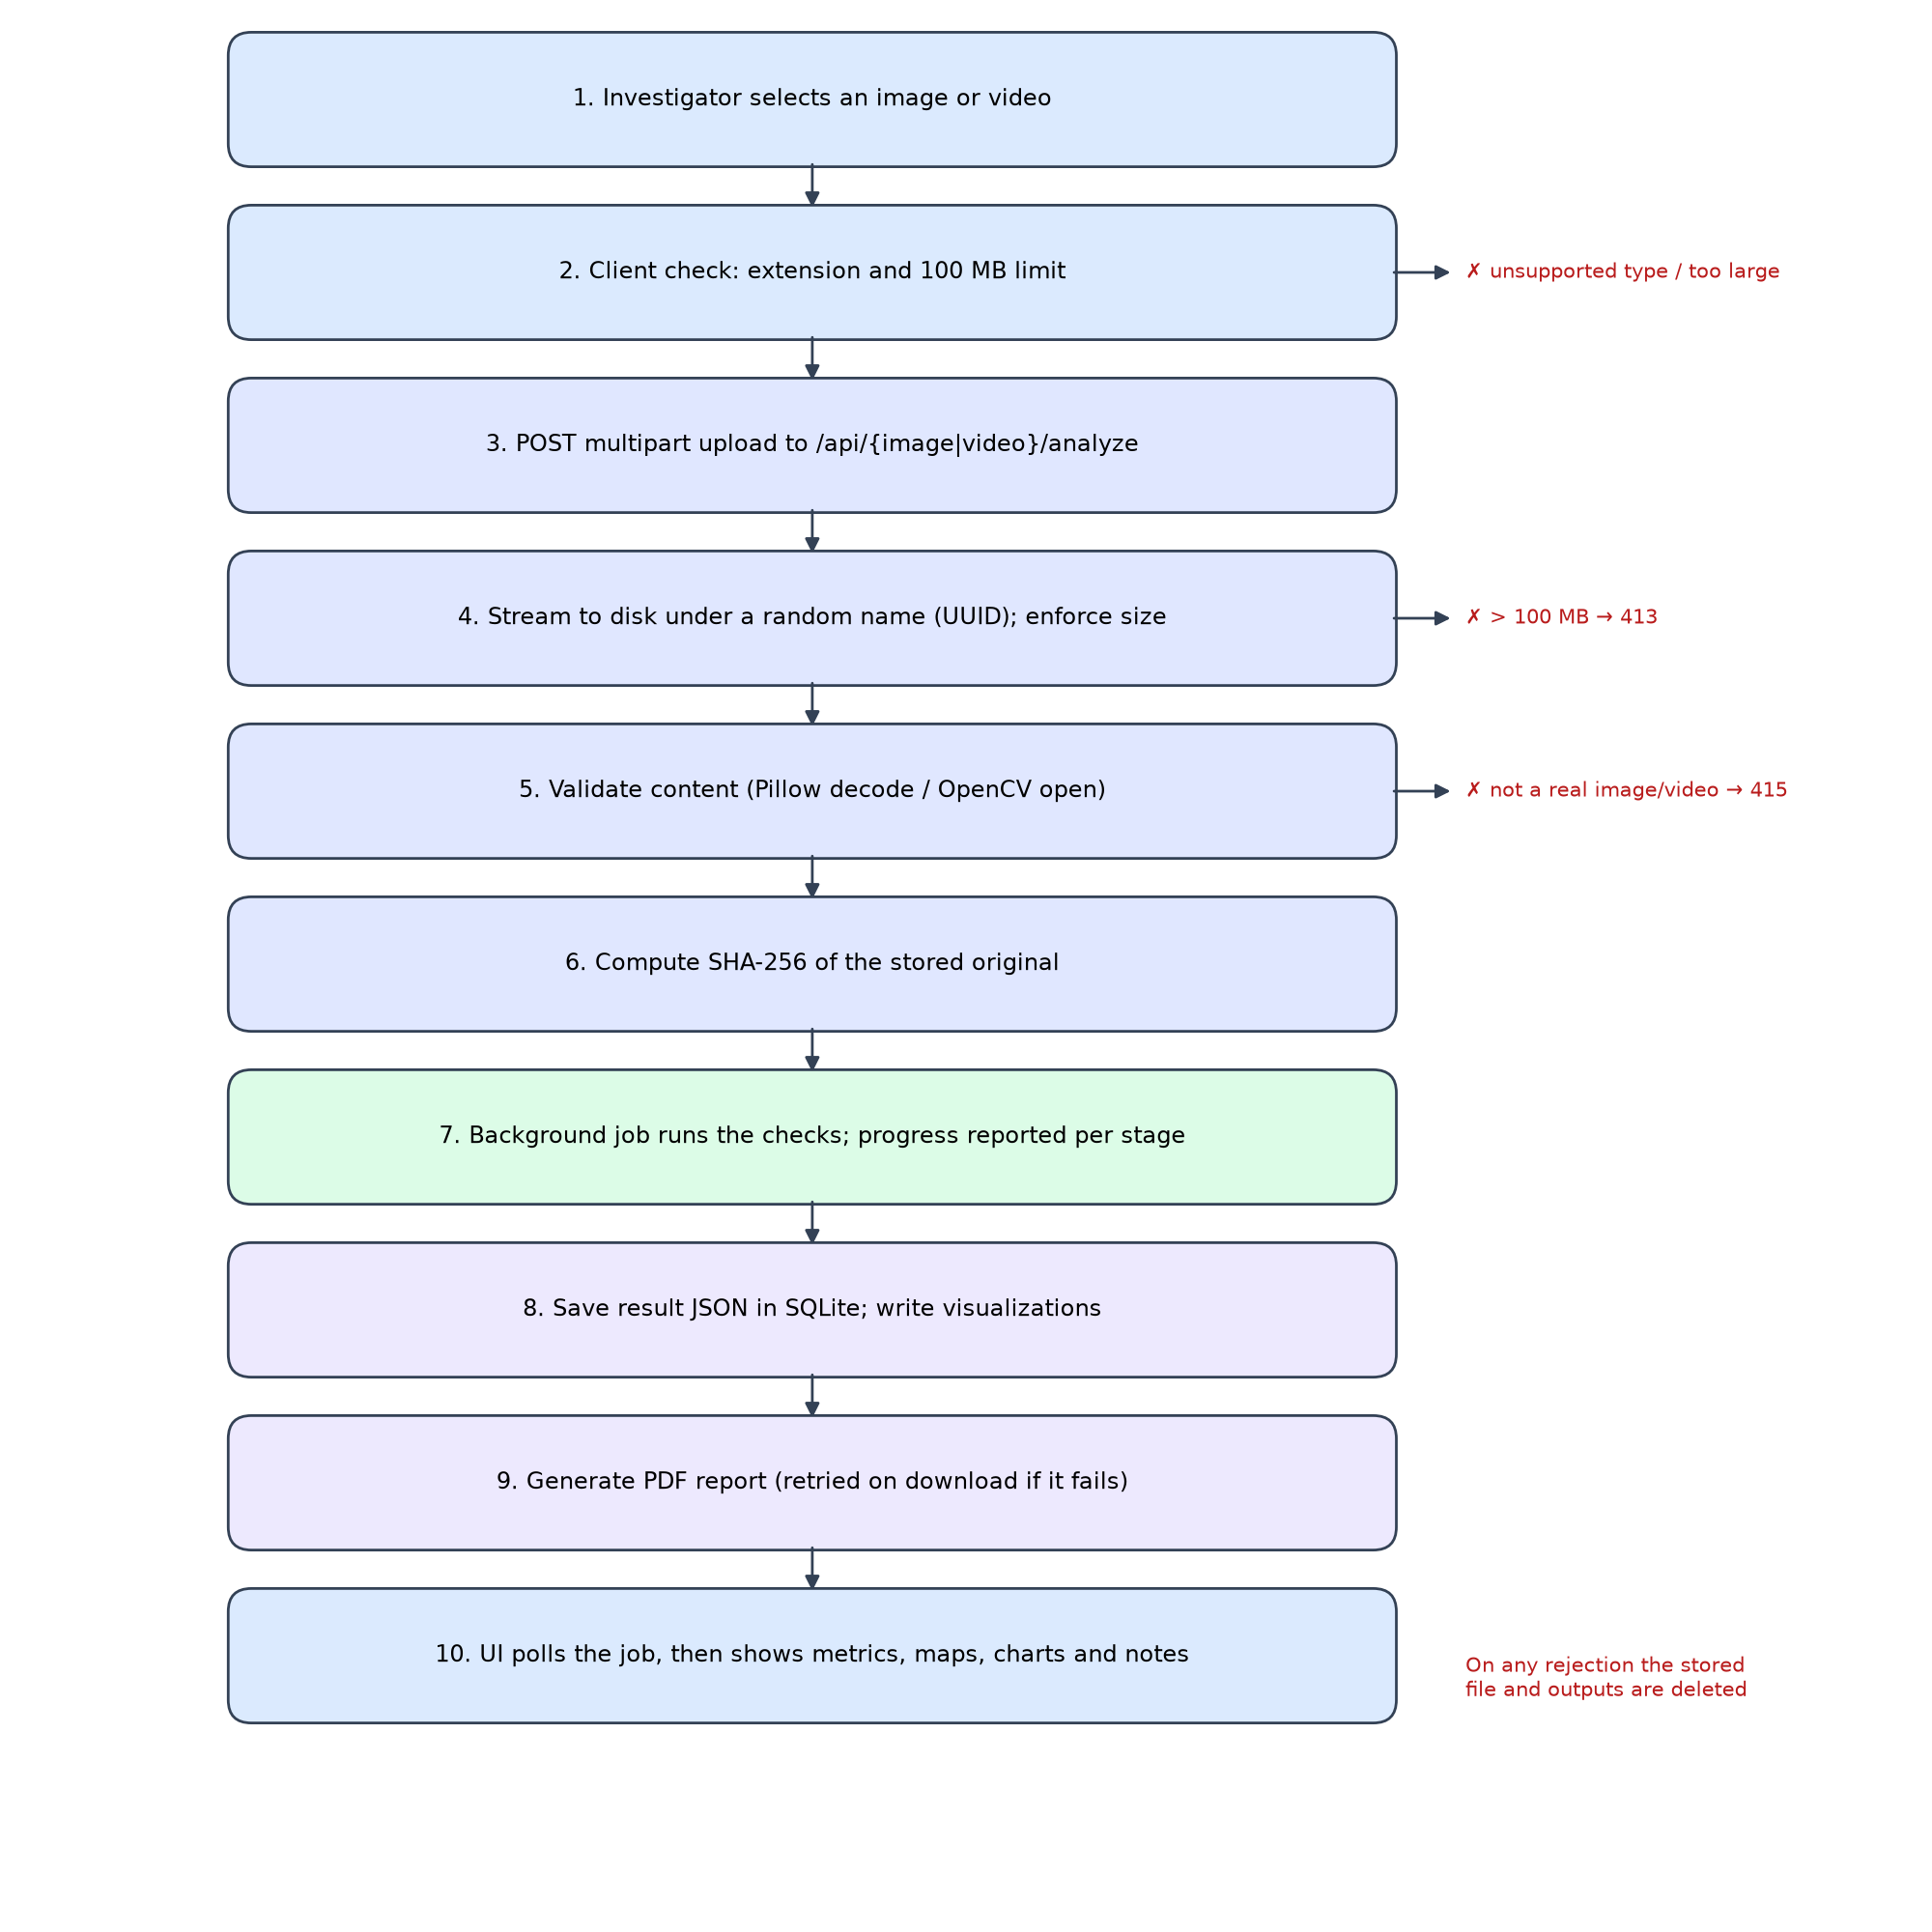 1. Investigator selects an image or video
2. Client check: extension and 100 MB limit
✗ unsupported type / too large
3. POST multipart upload to /api/{image|video}/analyze
4. Stream to disk under a random name (UUID); enforce size
✗ > 100 MB → 413
5. Validate content (Pillow decode / OpenCV open)
✗ not a real image/video → 415
6. Compute SHA-256 of the stored original
7. Background job runs the checks; progress reported per stage
8. Save result JSON in SQLite; write visualizations
9. Generate PDF report (retried on download if it fails)
10. UI polls the job, then shows metrics, maps, charts and notes
On any rejection the stored
file and outputs are deleted